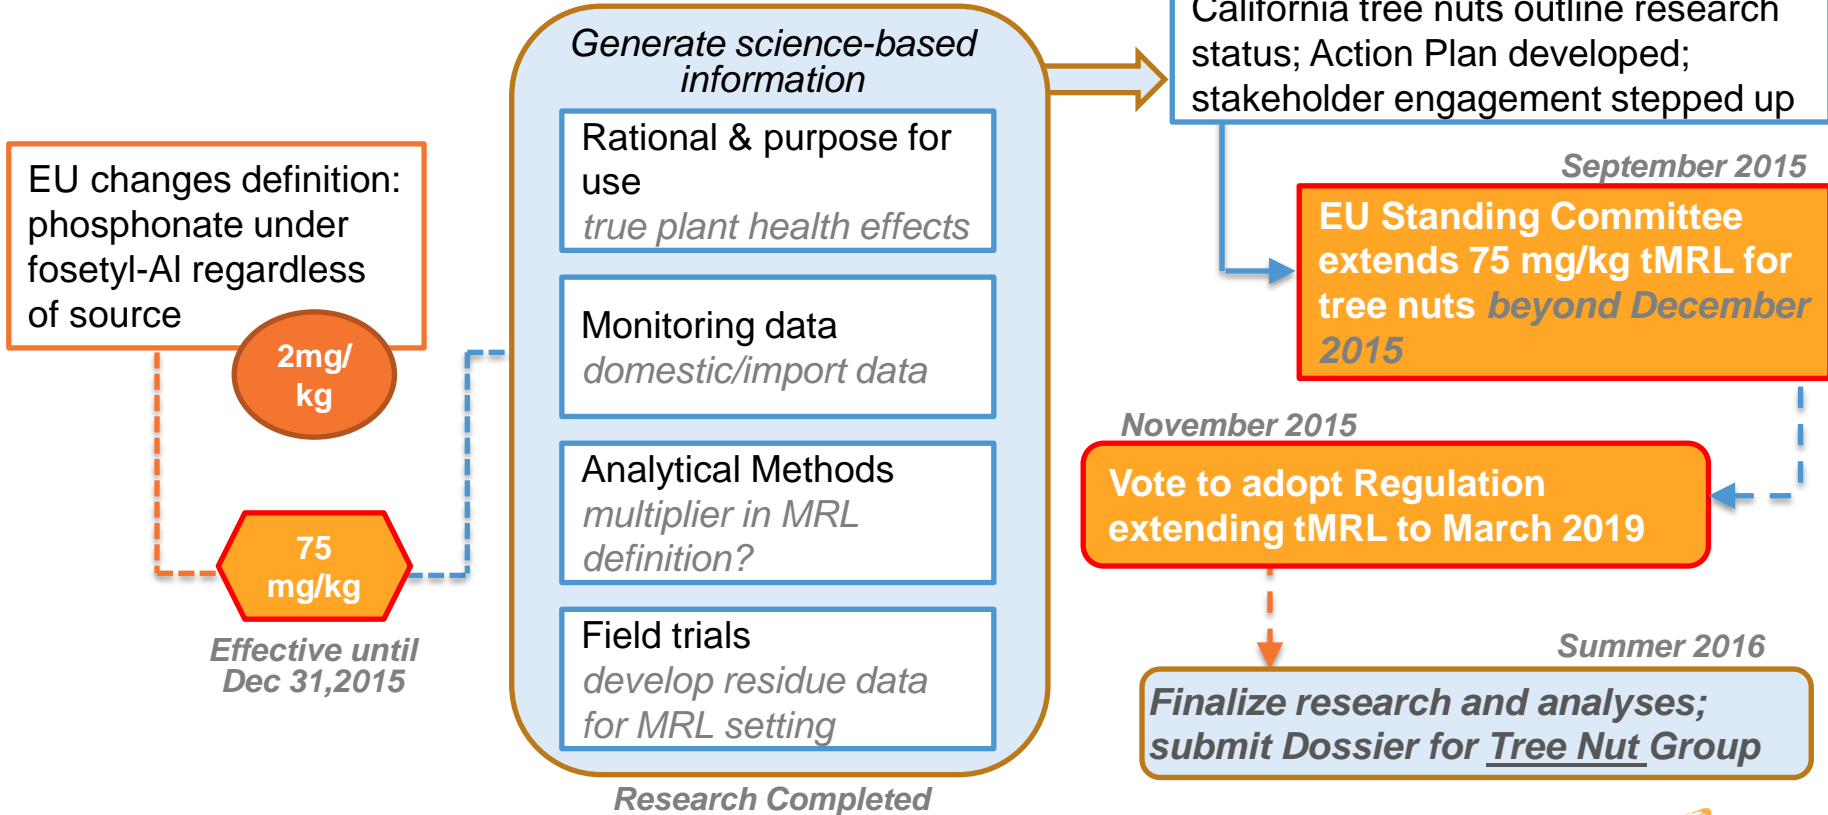 EU changes definition:
phosphonate under
fosetyl-Al regardless
of source
2mg/
kg
75
mg/kg
Effective until
Dec 31,2015
Generate science-based
information
Rational & purpose for
use
true plant health effects
Monitoring data
domestic/import data
Analytical Methods
multiplier in MRL
definition?
Field trials
develop residue data
for MRL setting
Research Completed
California tree nuts outline research
status; Action Plan developed;
stakeholder engagement stepped up
September 2015
EU Standing Committee
extends 75 mg/kg tMRL for
tree nuts beyond December
2015
November 2015
Vote to adopt Regulation
extending tMRL to March 2019
Summer 2016
Finalize research and analyses;
submit Dossier for Tree Nut Group